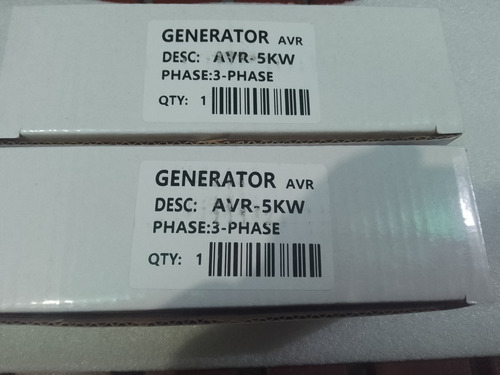 GENERATOR AVR
DESC: AVR-5KW
PHASE:3-PHASE
QTY: 1
GENERATOR AVR
DESC: AVR-5KW
PHASE:3-PHASE
QTY: 1